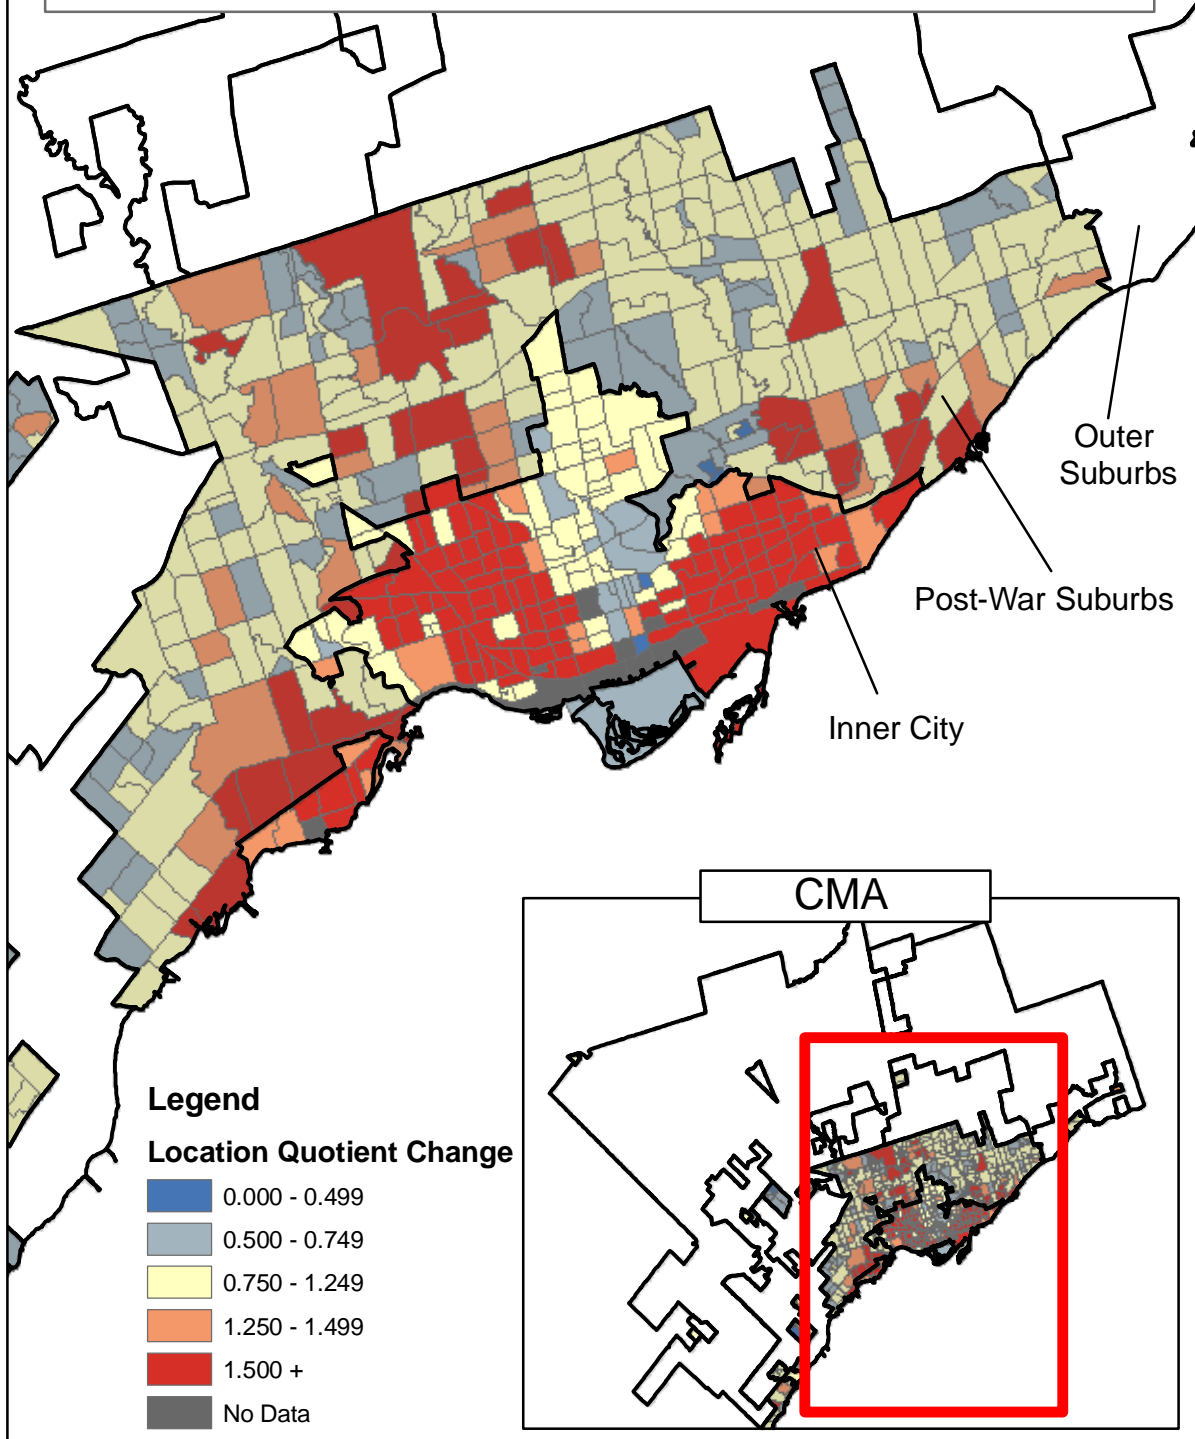 Outer
Suburbs
Post-War Suburbs
Inner City
CMA
Legend
Location Quotient Change
0.000 - 0.499
0.500 - 0.749
0.750 - 1.249
1.250 - 1.499
1.500 +
No Data